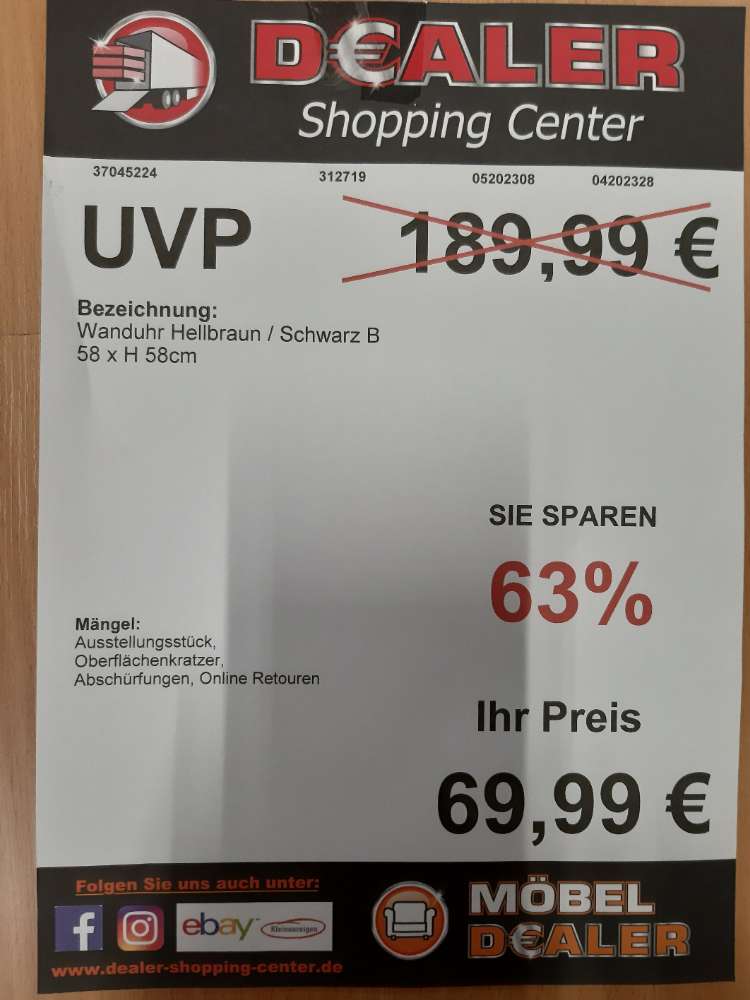 D€ALER
Shopping Center
37045224 312719 05202308 04202328
UVP 189,99 €
Bezeichnung:
Wanduhr Hellbraun / Schwarz B
58 x H 58cm
SIE SPAREN
63%
Mängel:
Ausstellungsstück,
Oberflächenkratzer,
Abschürfungen, Online Retouren
Ihr Preis
69,99 €
Folgen Sie uns auch unter:
f ebay Kleinanzeigen
www.dealer-shopping-center.de
MÖBEL
D€ALER